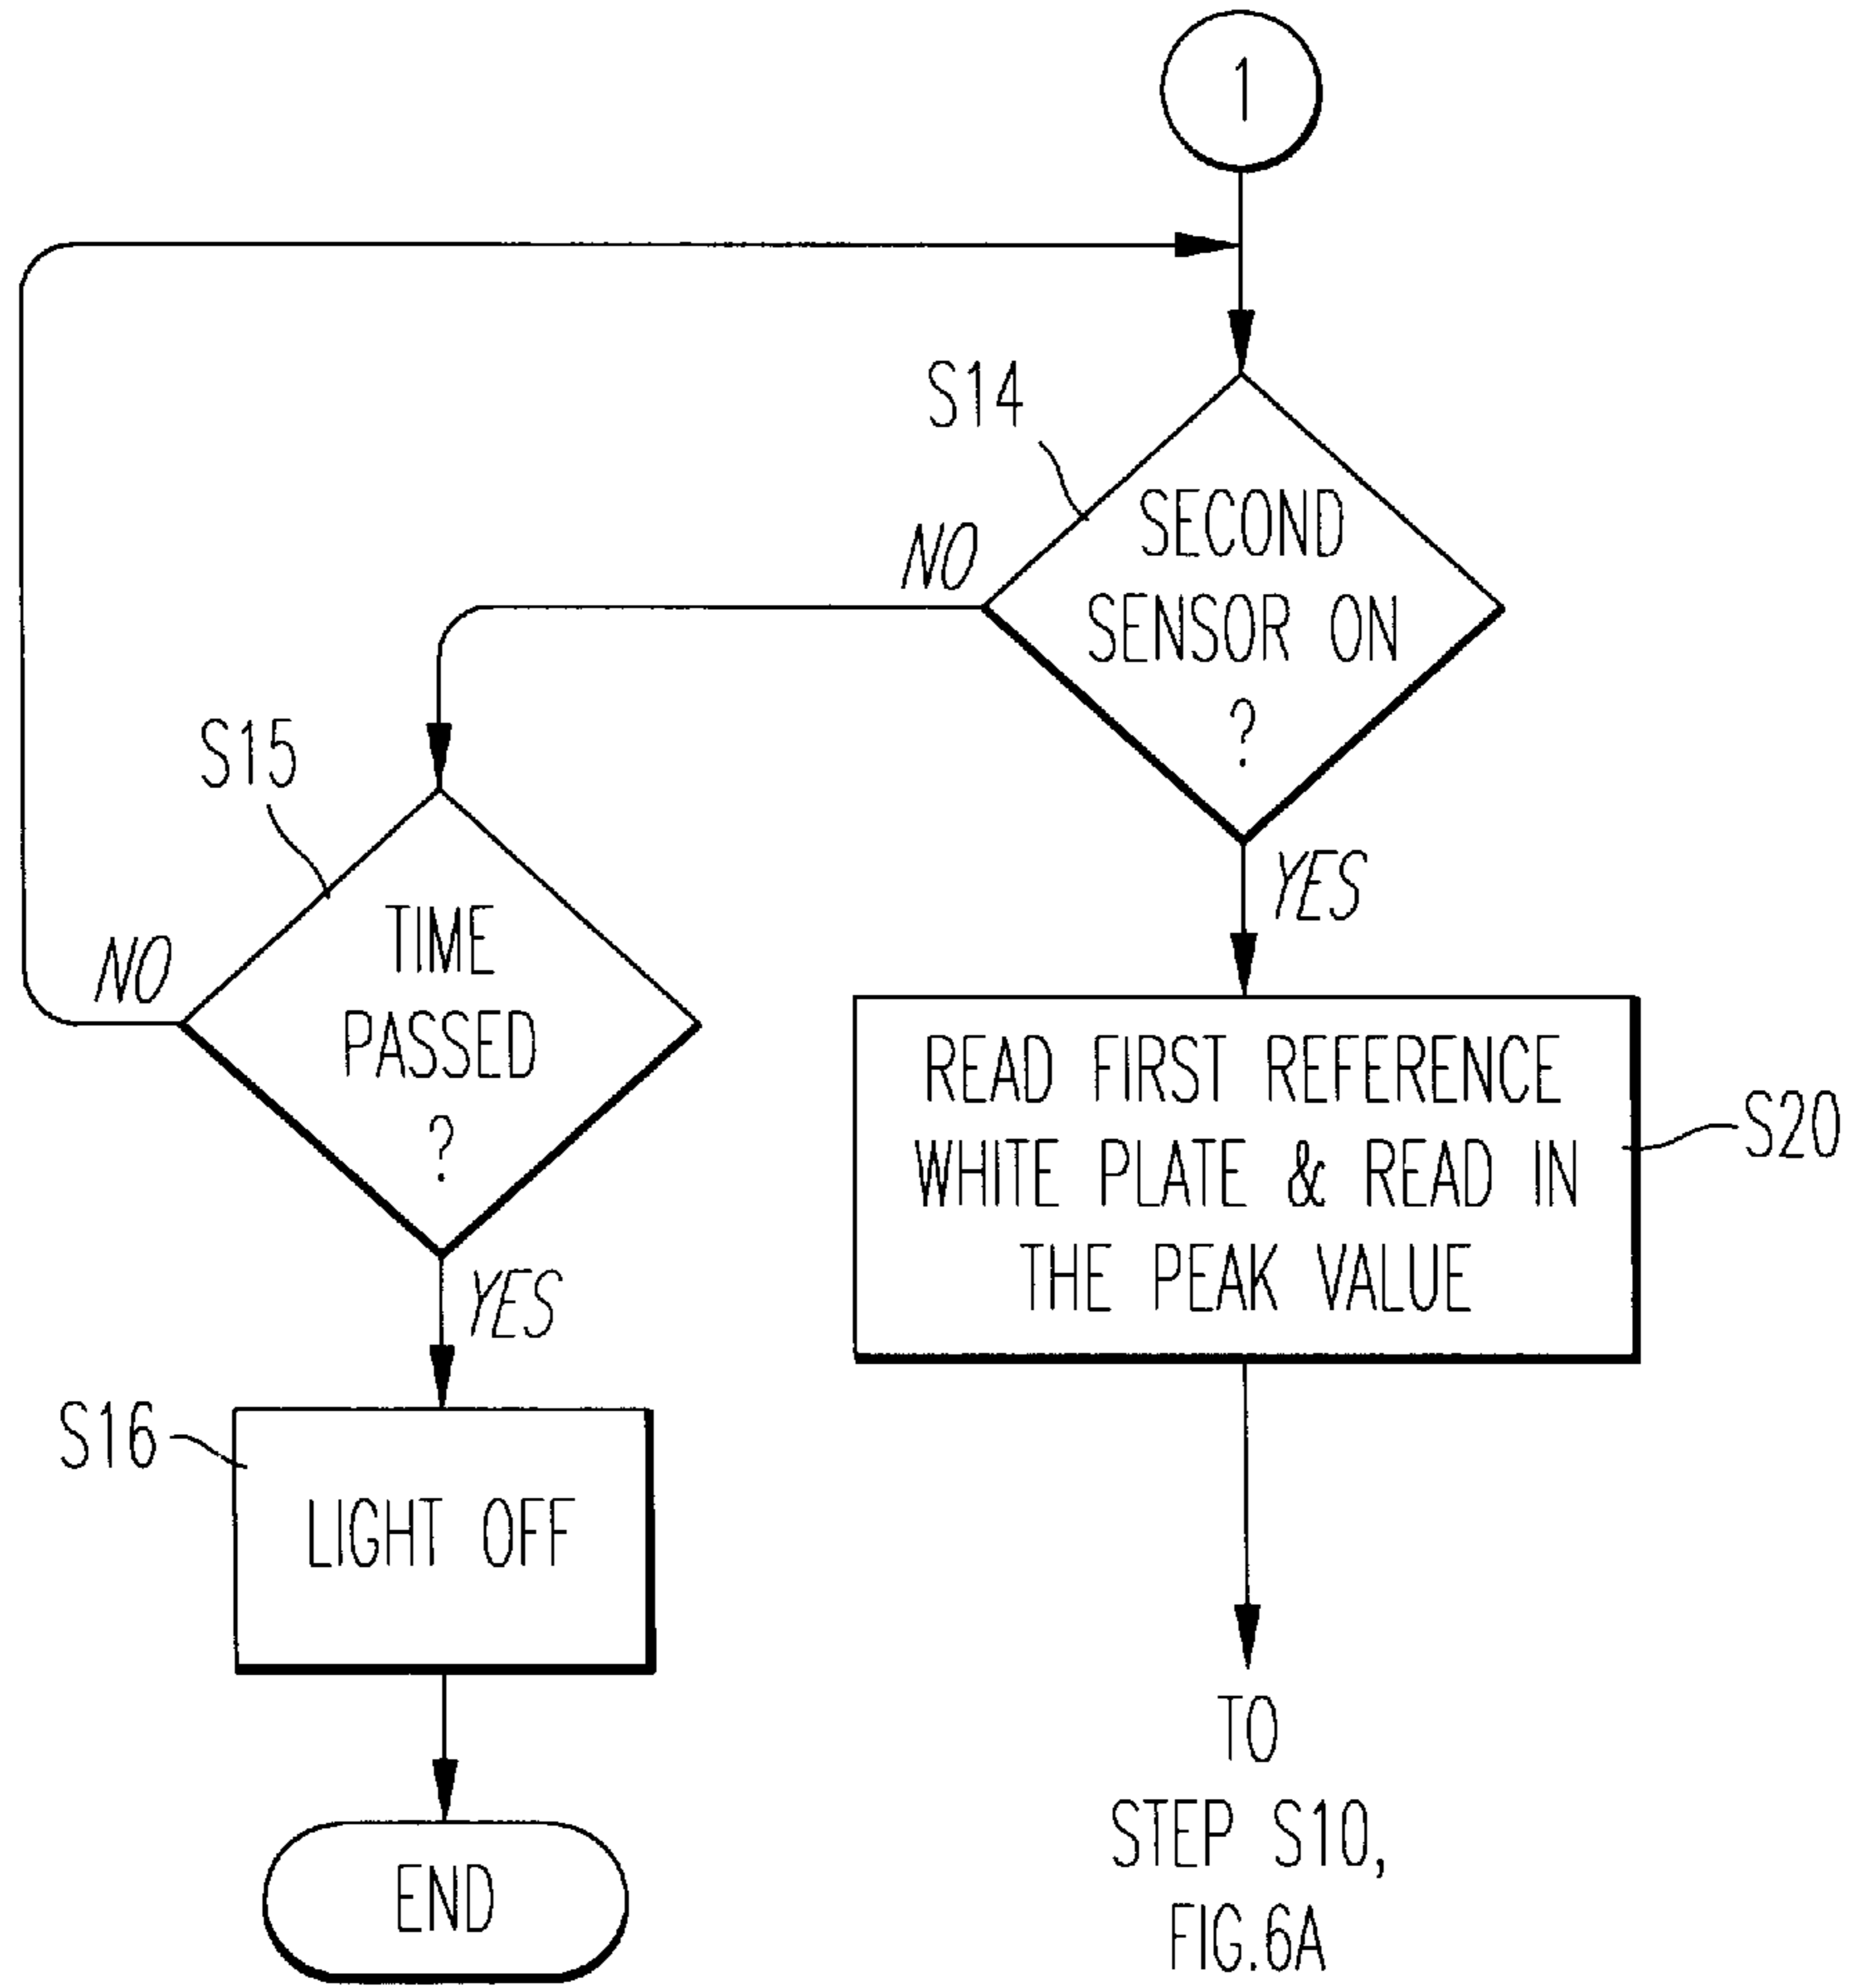 1
S14
SECOND
SENSOR ON
?
NO
YES
S15
TIME
PASSED
?
NO
YES
READ FIRST REFERENCE
WHITE PLATE & READ IN
THE PEAK VALUE
S20
S16
LIGHT OFF
END
TO
STEP S10,
FIG.6A